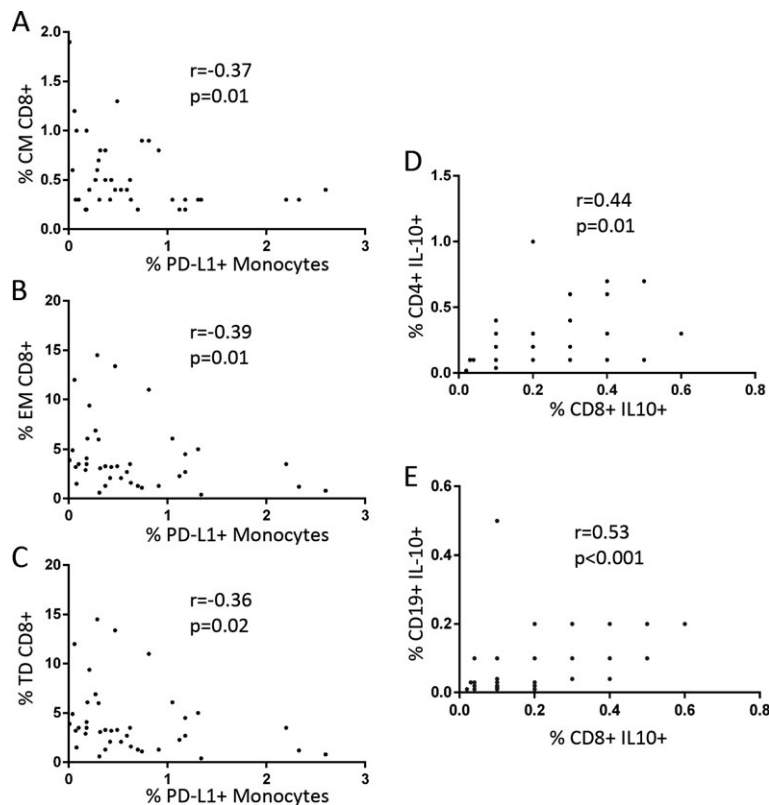 A
2.0
1.5
1.0
0.5
0.0
% CM CD8+
r=-0.37
p=0.01
0 1 2 3
% PD-L1+ Monocytes
B
20
15
10
5
0
% EM CD8+
r=-0.39
p=0.01
0 1 2 3
% PD-L1+ Monocytes
C
20
15
10
5
0
% TD CD8+
r=-0.36
p=0.02
0 1 2 3
% PD-L1+ Monocytes
D
1.5
1.0
0.5
0.0
% CD4+ IL-10+
r=0.44
p=0.01
0.0 0.2 0.4 0.6 0.8
% CD8+ IL10+
E
0.6
0.4
0.2
0.0
% CD19+ IL-10+
r=0.53
p<0.001
0.0 0.2 0.4 0.6 0.8
% CD8+ IL10+